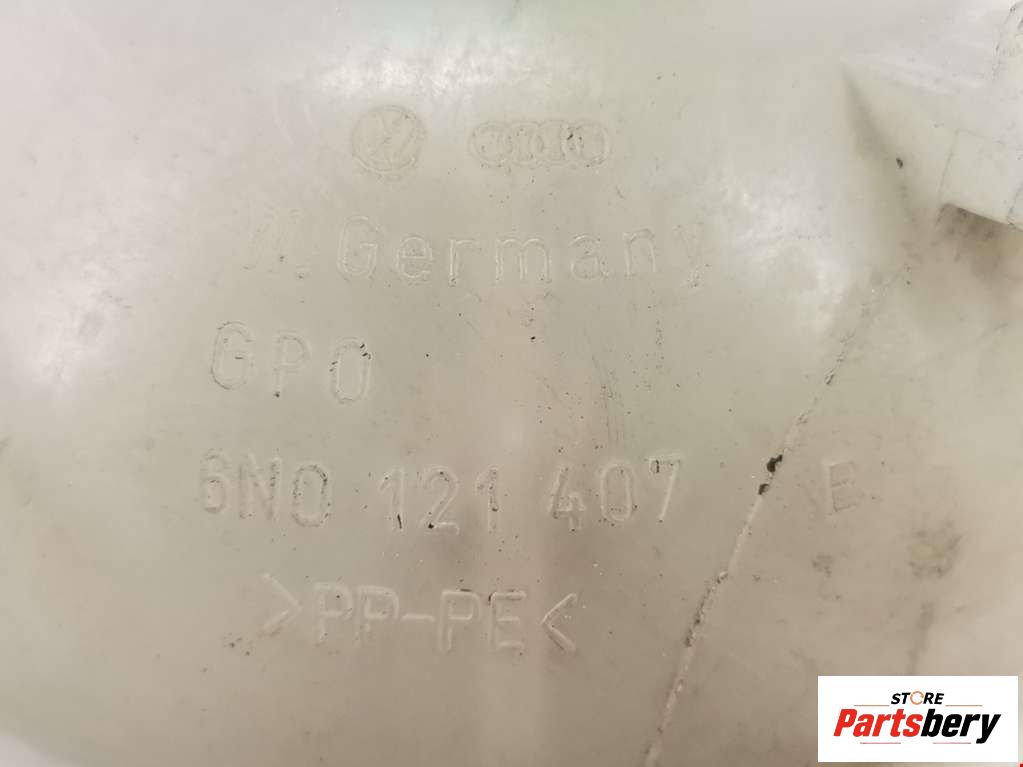 Germany
GPO
6N0 121 407 E
>PP-PE<
STORE
Partsbery